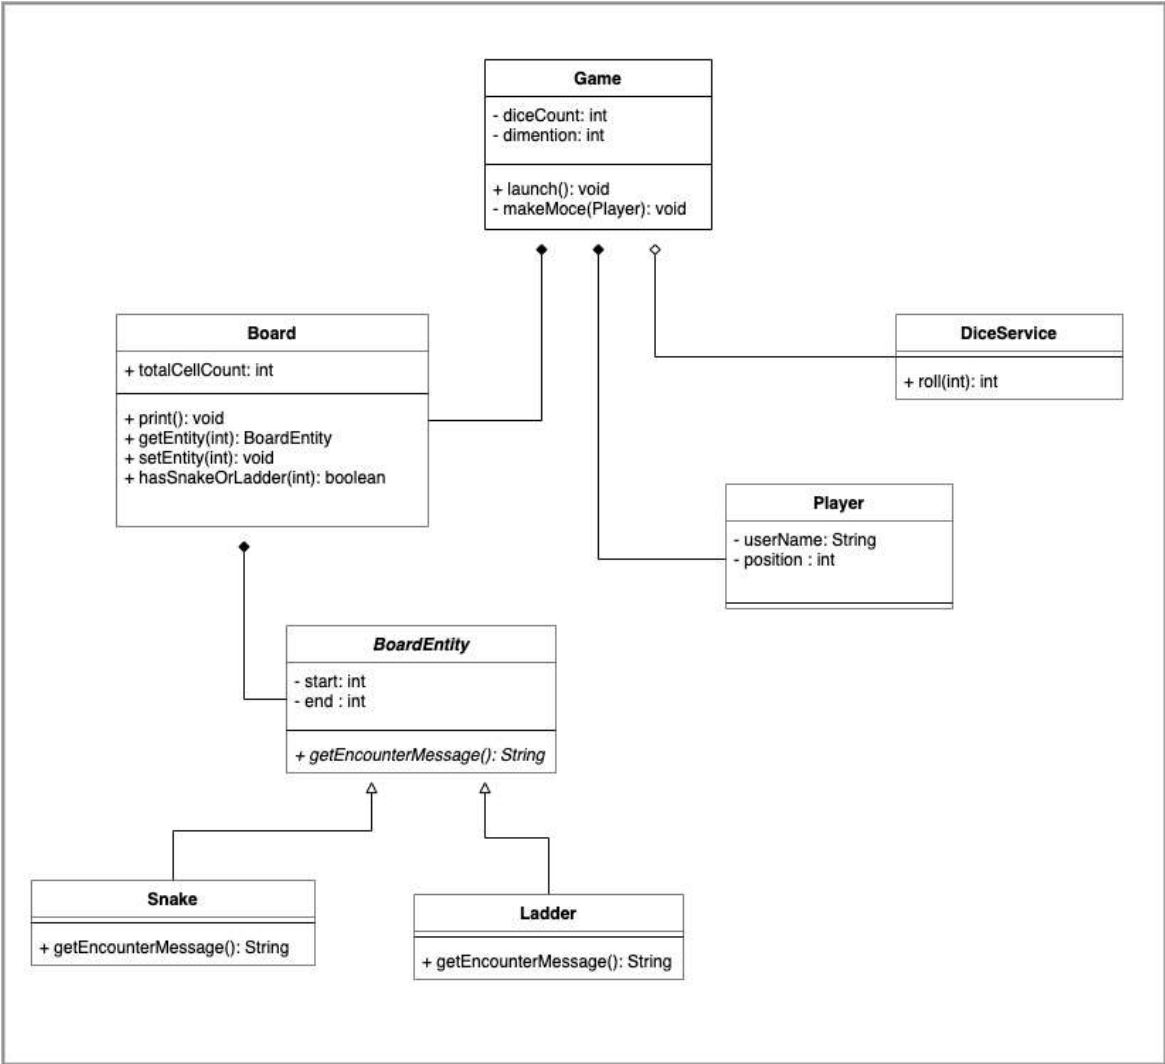 Game
- diceCount: int
- dimention: int
+ launch(): void
- makeMoce(Player): void
Board
+ totalCellCount: int
+ print(): void
+ getEntity(int): BoardEntity
+ setEntity(int): void
+ hasSnakeOrLadder(int): boolean
DiceService
+ roll(int): int
Player
- userName: String
- position : int
BoardEntity
- start: int
- end : int
+ getEncounterMessage(): String
Snake
+ getEncounterMessage(): String
Ladder
+ getEncounterMessage(): String